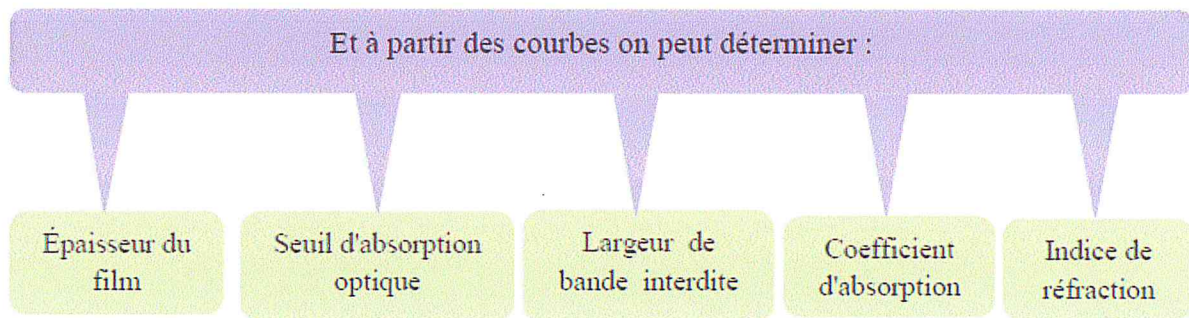 Et à partir des courbes on peut déterminer :
Épaisseur du
film
Seuil d'absorption
optique
Largeur de
bande interdite
Coefficient
d'absorption
Indice de
réfraction